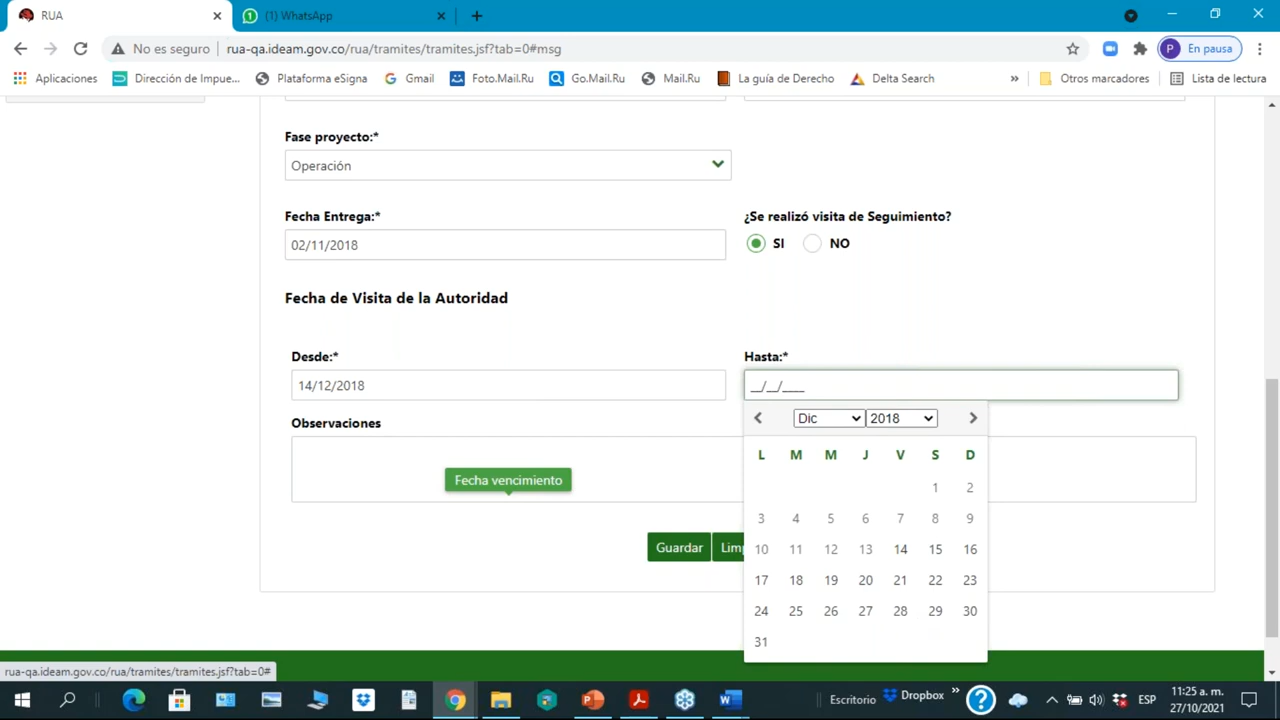 RUA
(1) WhatsApp
No es seguro
rua-qa.ideam.gov.co/rua/tramites/tramites.jsf?tab=0#msg
P En pausa
Aplicaciones
Dirección de Impue...
Plataforma eSigna
Gmail
Foto.Mail.Ru
Go.Mail.Ru
Mail.Ru
La guía de Derecho
Delta Search
»
Otros marcadores
Lista de lectura
Fase proyecto:*
Operación
Fecha Entrega:*
¿Se realizó visita de Seguimiento?
02/11/2018
SI
NO
Fecha de Visita de la Autoridad
Desde:*
Hasta:*
14/12/2018
__/__/____
Observaciones
Dic
2018
L M M J V S D
1 2
3 4 5 6 7 8 9
10 11 12 13 14 15 16
17 18 19 20 21 22 23
24 25 26 27 28 29 30
31
Fecha vencimiento
Guardar
Limp
rua-qa.ideam.gov.co/rua/tramites/tramites.jsf?tab=0#
Escritorio
Dropbox
»
ESP
11:25 a. m.
27/10/2021